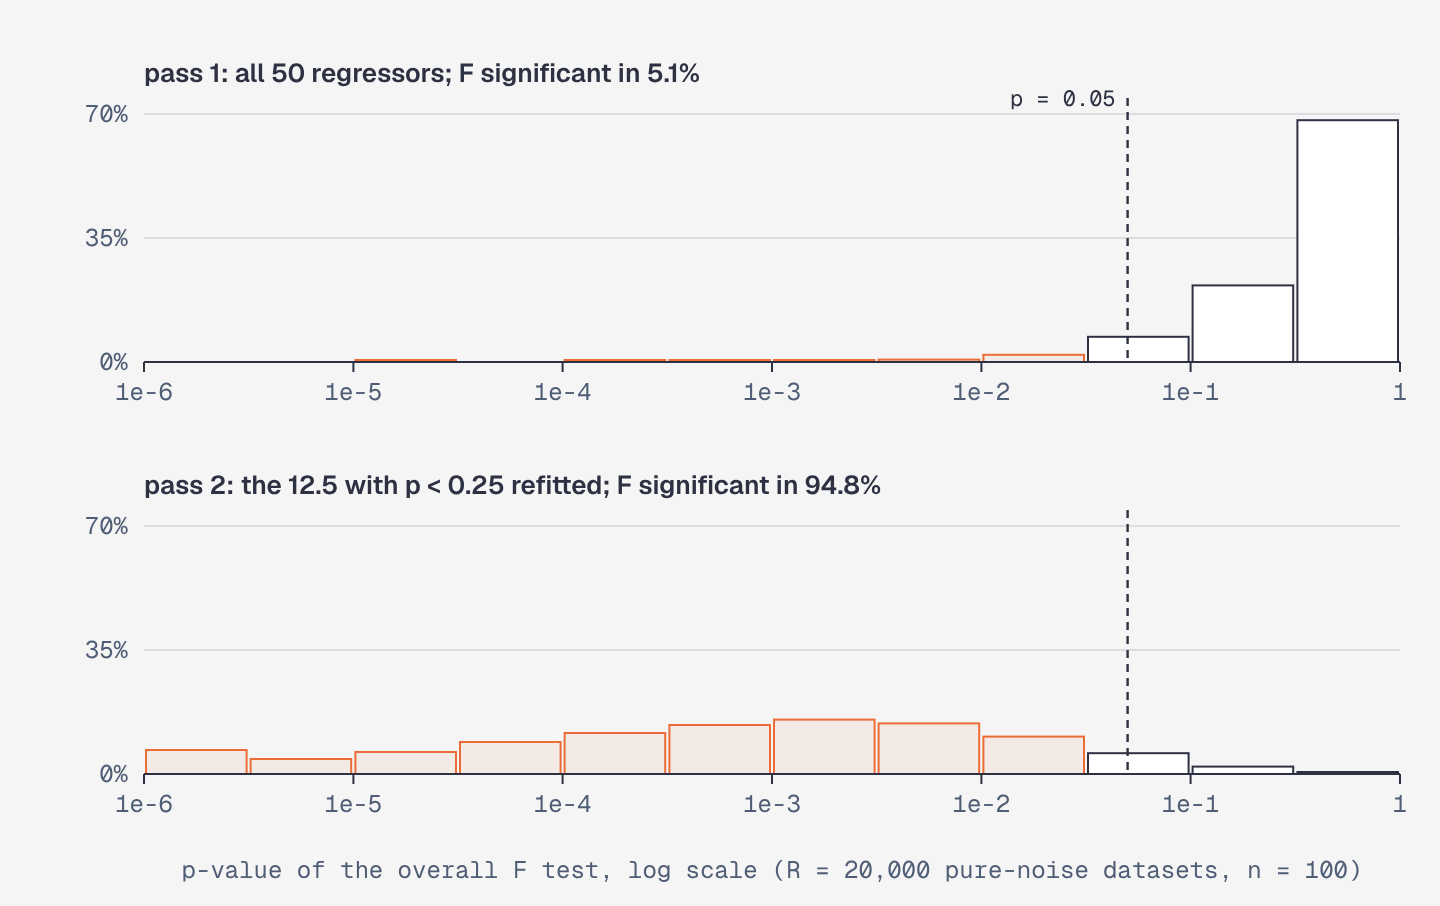 pass 1: all 50 regressors; F significant in 5.1%
p = 0.05
70%
35%
0%
1e-6 1e-5 1e-4 1e-3 1e-2 1e-1 1
pass 2: the 12.5 with p < 0.25 refitted; F significant in 94.8%
70%
35%
0%
1e-6 1e-5 1e-4 1e-3 1e-2 1e-1 1
p-value of the overall F test, log scale (R = 20,000 pure-noise datasets, n = 100)